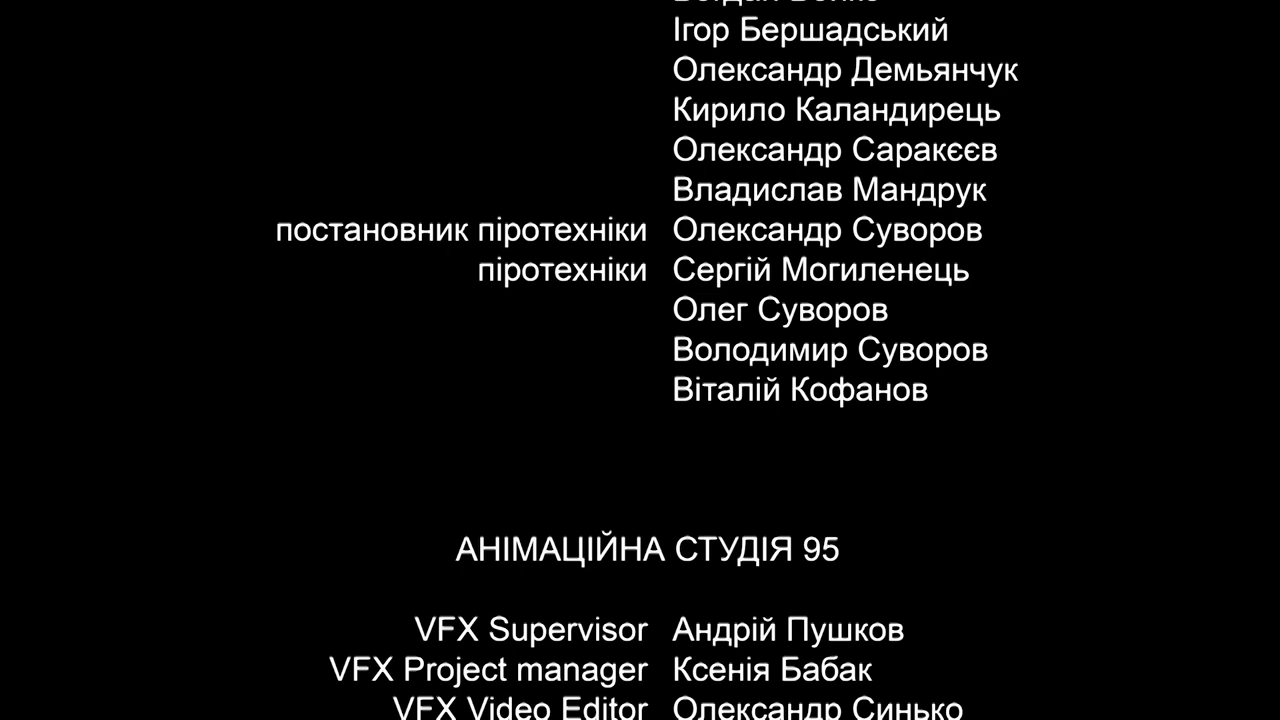 Ігор Бершадський
Олександр Демьянчук
Кирило Каландирець
Олександр Саракєєв
Владислав Мандрук
постановник піротехніки Олександр Суворов
піротехніки Сергій Могиленець
Олег Суворов
Володимир Суворов
Віталій Кофанов
АНІМАЦІЙНА СТУДІЯ 95
VFX Supervisor Андрій Пушков
VFX Project manager Ксенія Бабак
VFX Video Editor Олександр Синько